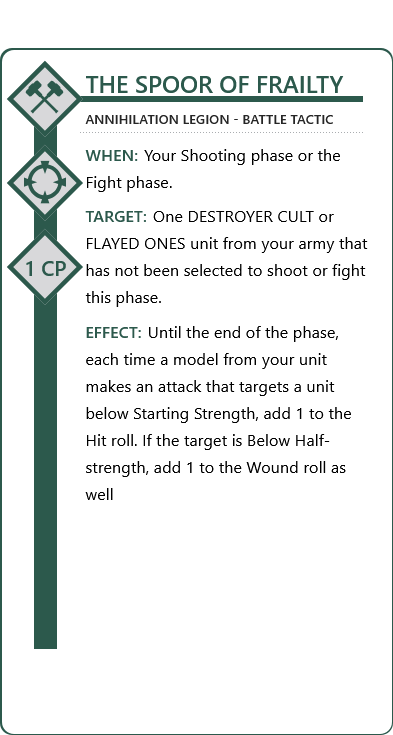 THE SPOOR OF FRAILTY
ANNIHILATION LEGION - BATTLE TACTIC
WHEN: Your Shooting phase or the
Fight phase.
TARGET: One DESTROYER CULT or
FLAYED ONES unit from your army that
has not been selected to shoot or fight
this phase.
1 CP
EFFECT: Until the end of the phase,
each time a model from your unit
makes an attack that targets a unit
below Starting Strength, add 1 to the
Hit roll. If the target is Below Half-
strength, add 1 to the Wound roll as
well